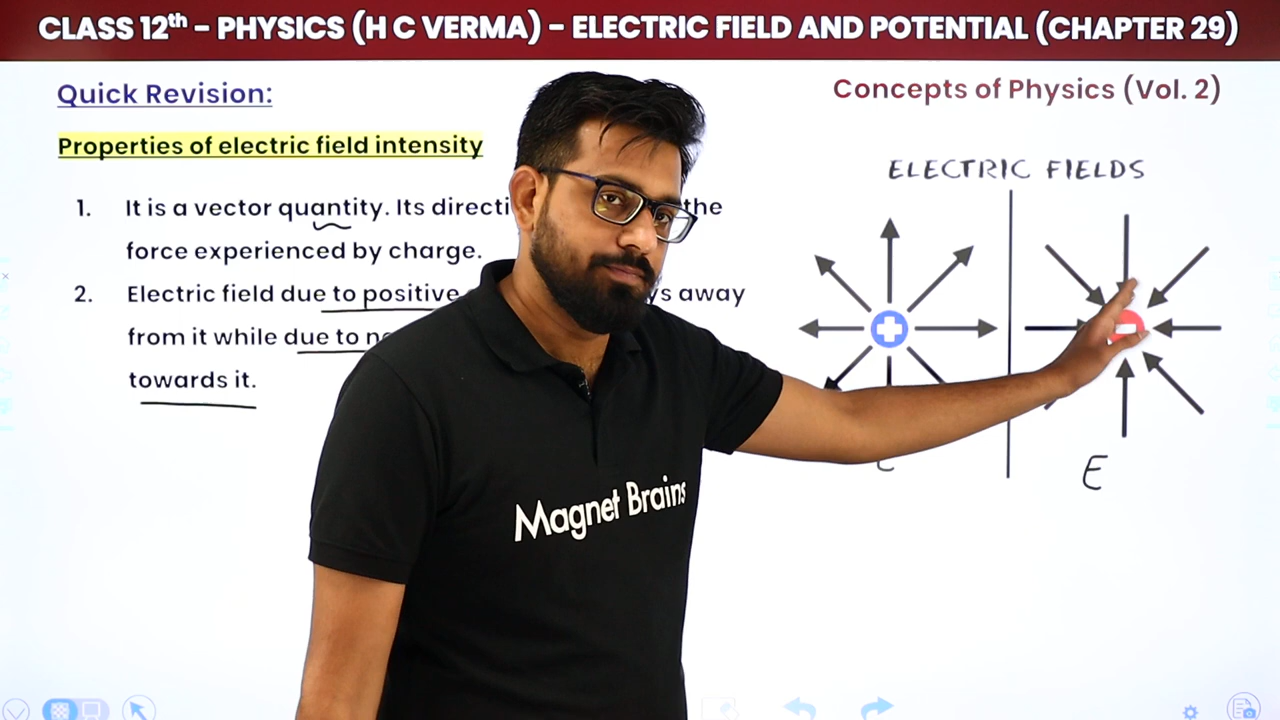 CLASS 12th – PHYSICS (H C VERMA) – ELECTRIC FIELD AND POTENTIAL (CHAPTER 29)
Quick Revision:
Concepts of Physics (Vol. 2)
Properties of electric field intensity
ELECTRIC FIELDS
1. It is a vector quantity. Its the
force experienced by charge.
2. Electric field due to positive away
from it while due to
towards it.
E
Magnet Brains